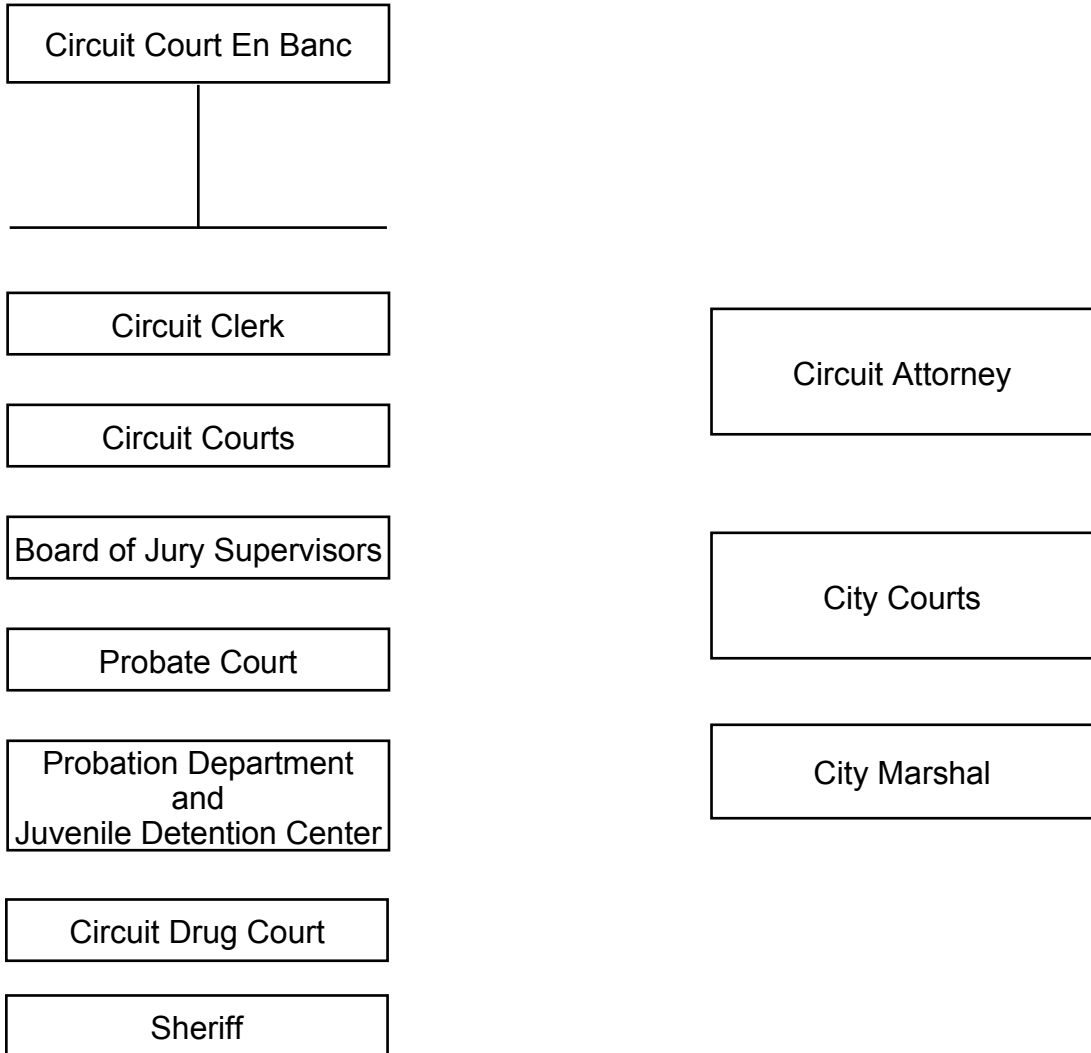 Circuit Court En Banc
Circuit Clerk
Circuit Courts
Board of Jury Supervisors
Probate Court
Probation Department
and
Juvenile Detention Center
Circuit Drug Court
Sheriff
Circuit Attorney
City Courts
City Marshal